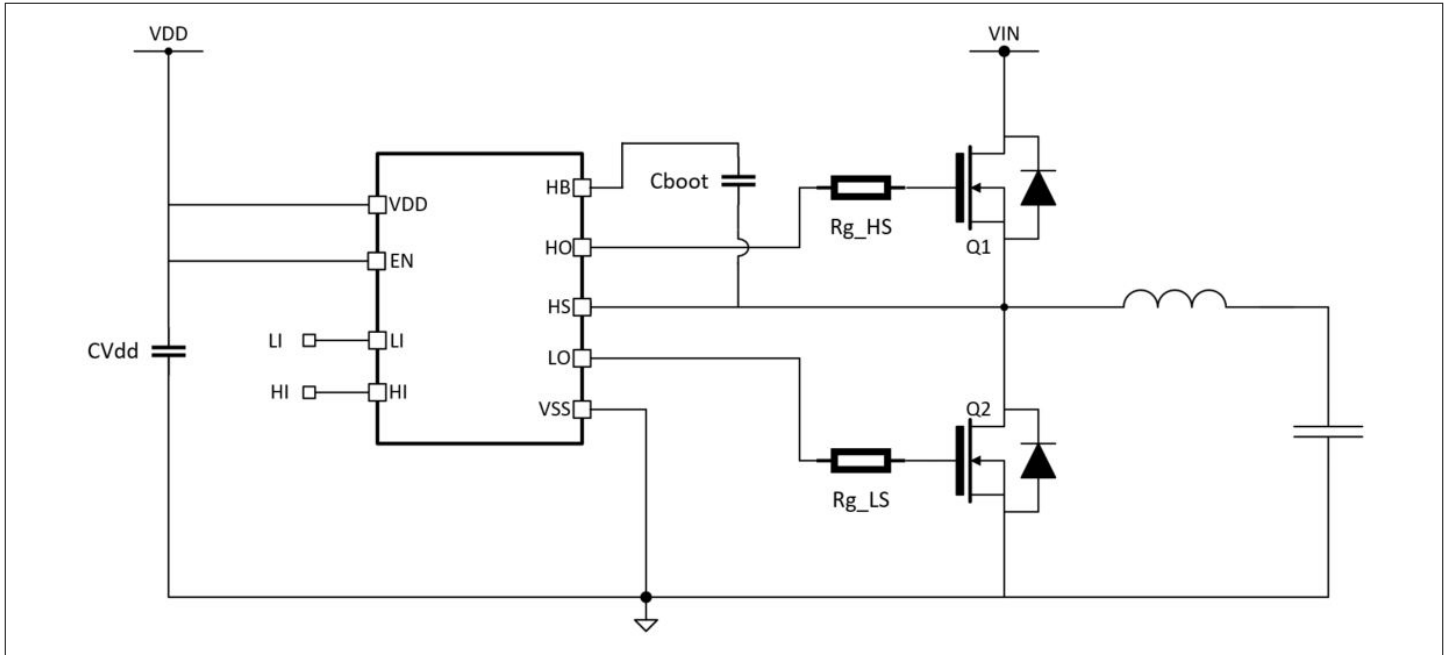 VDD
VIN
HB
Cboot
VDD
Rg_HS
HO
Q1
EN
HS
LI
LI
LO
CVdd
HI
HI
VSS
Q2
Rg_LS